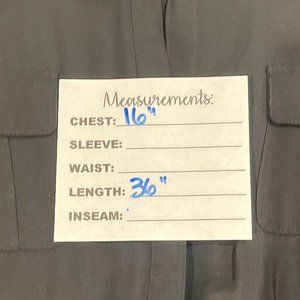 Measurements:
CHEST: 16"
SLEEVE:
WAIST:
LENGTH: 36"
INSEAM: